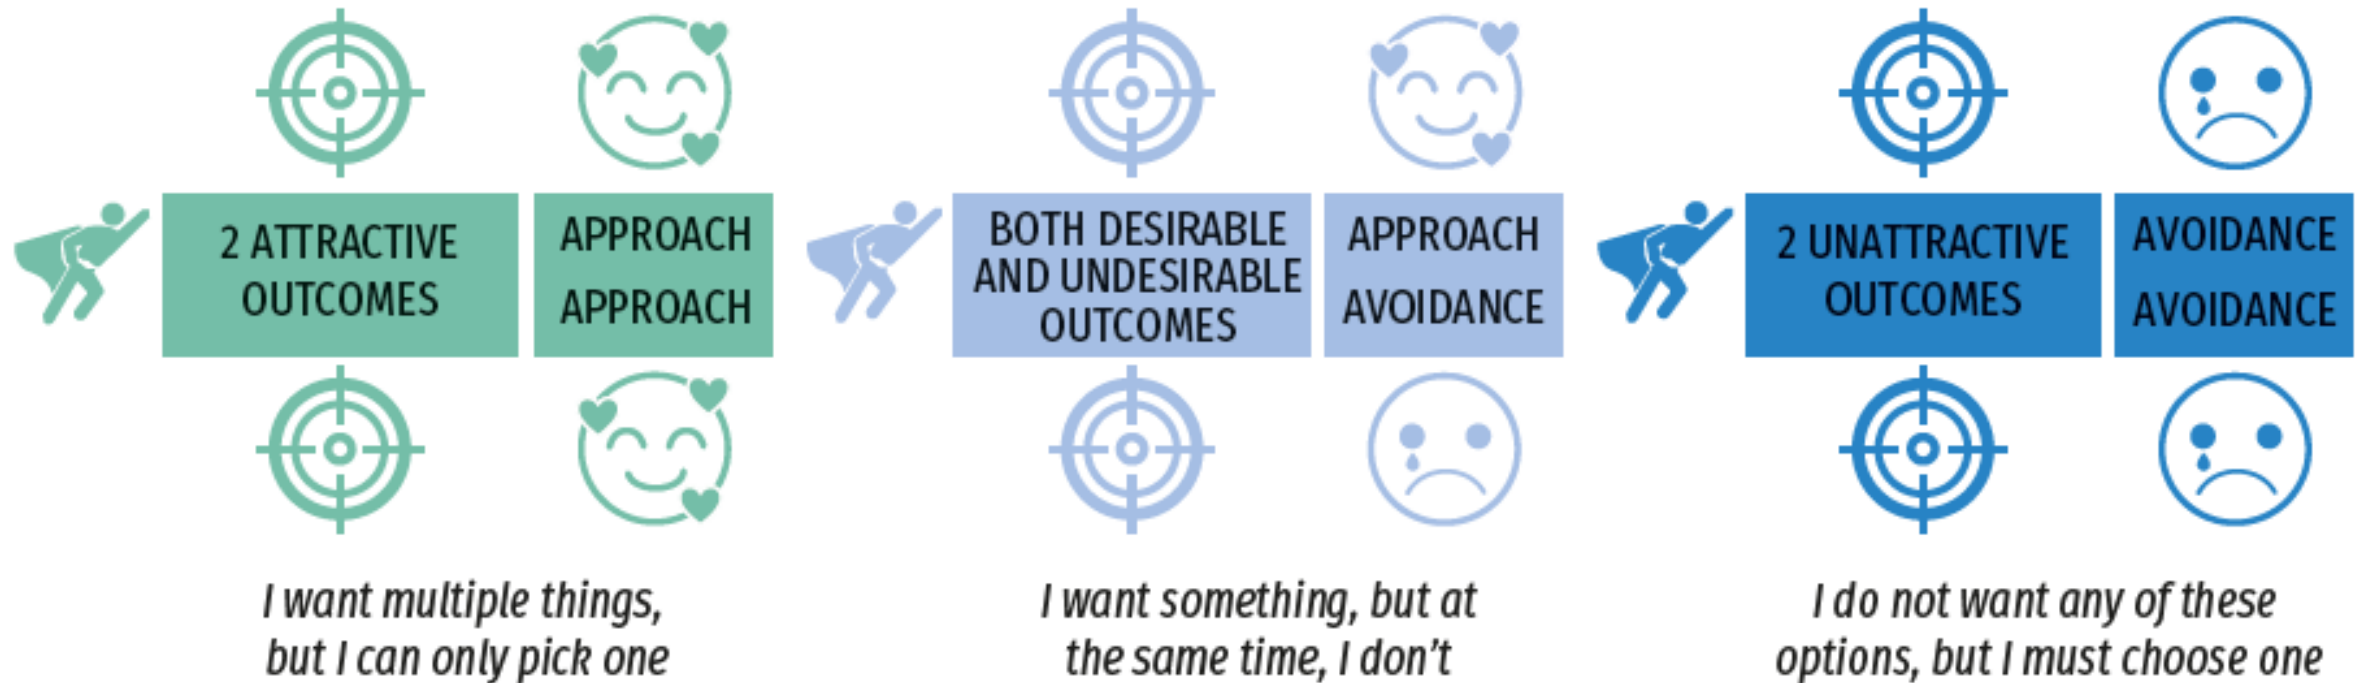 2 ATTRACTIVE
OUTCOMES
APPROACH
APPROACH
I want multiple things,
but I can only pick one
BOTH DESIRABLE
AND UNDESIRABLE
OUTCOMES
APPROACH
AVOIDANCE
I want something, but at
the same time, I don’t
2 UNATTRACTIVE
OUTCOMES
AVOIDANCE
AVOIDANCE
I do not want any of these
options, but I must choose one